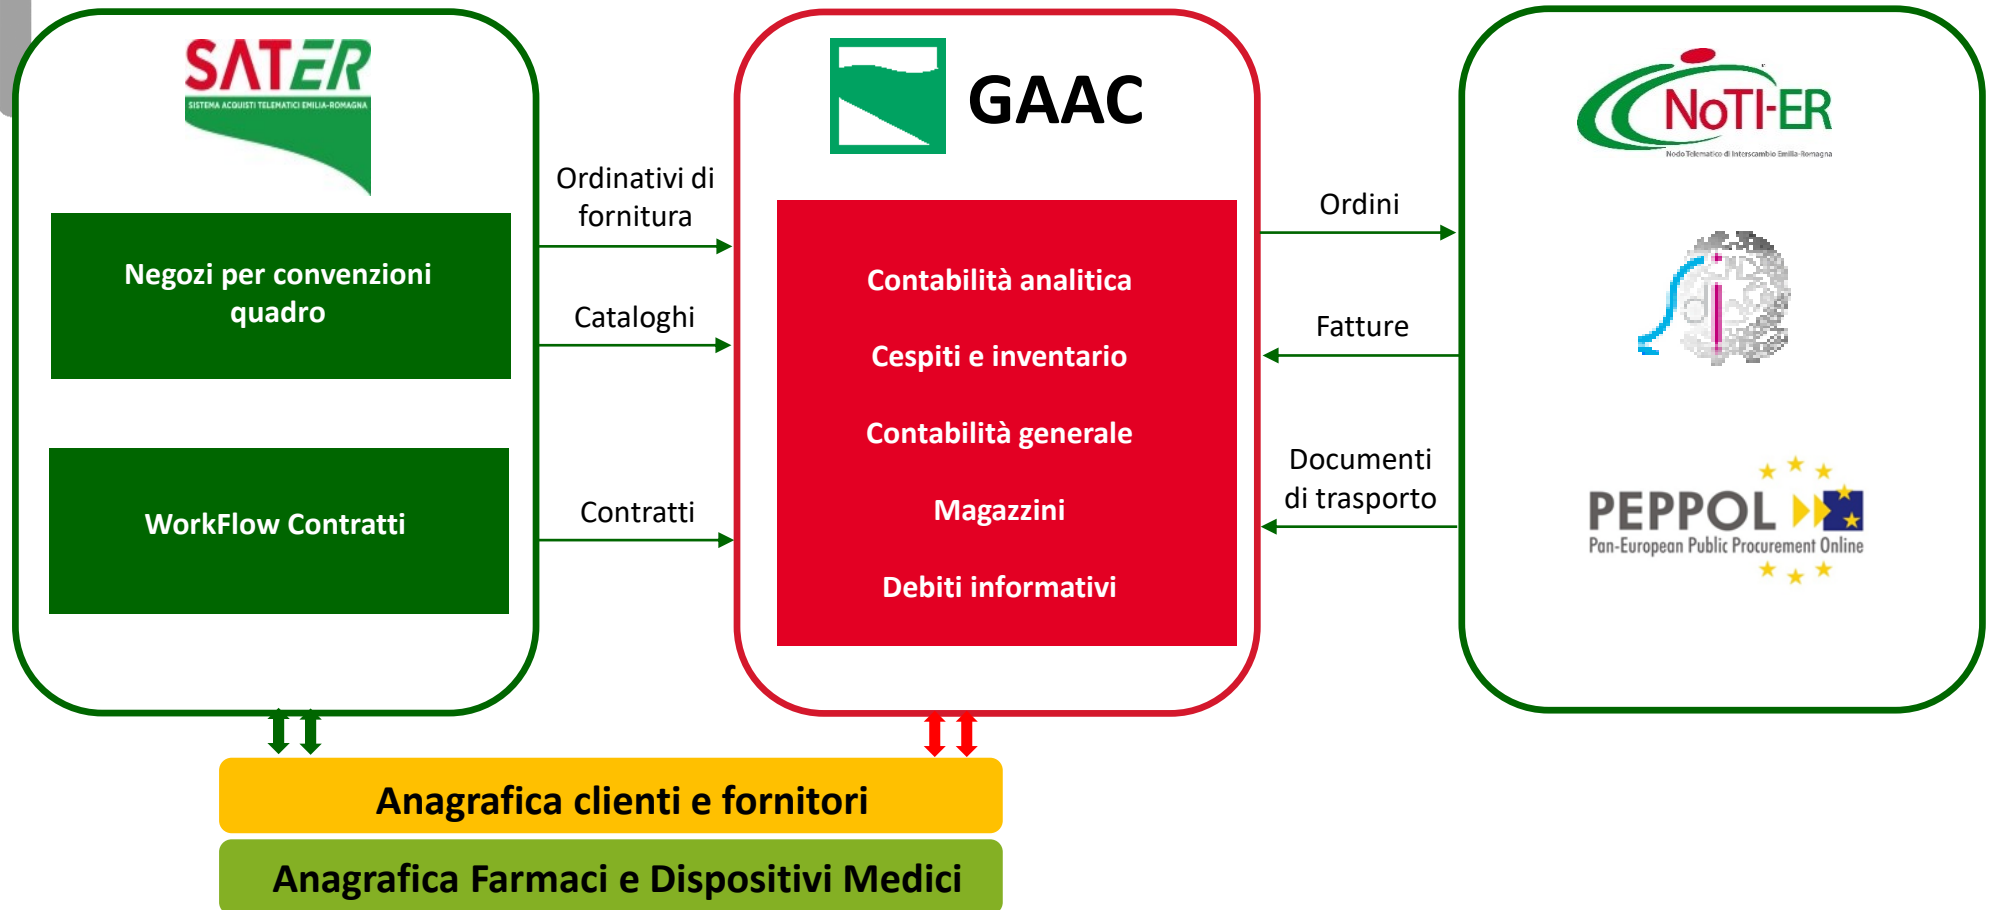 SATER
SISTEMA ACQUISTI TELEMATICI EMILIA-ROMAGNA
Negozi per convenzioni
quadro
WorkFlow Contratti
Ordinativi di
fornitura
Cataloghi
Contratti
GAAC
Contabilità analitica
Cespiti e inventario
Contabilità generale
Magazzini
Debiti informativi
Ordini
Fatture
Documenti
di trasporto
NoTI-ER
Nodo Telematico di Interscambio Emilia-Romagna
PEPPOL
Pan-European Public Procurement Online
Anagrafica clienti e fornitori
Anagrafica Farmaci e Dispositivi Medici